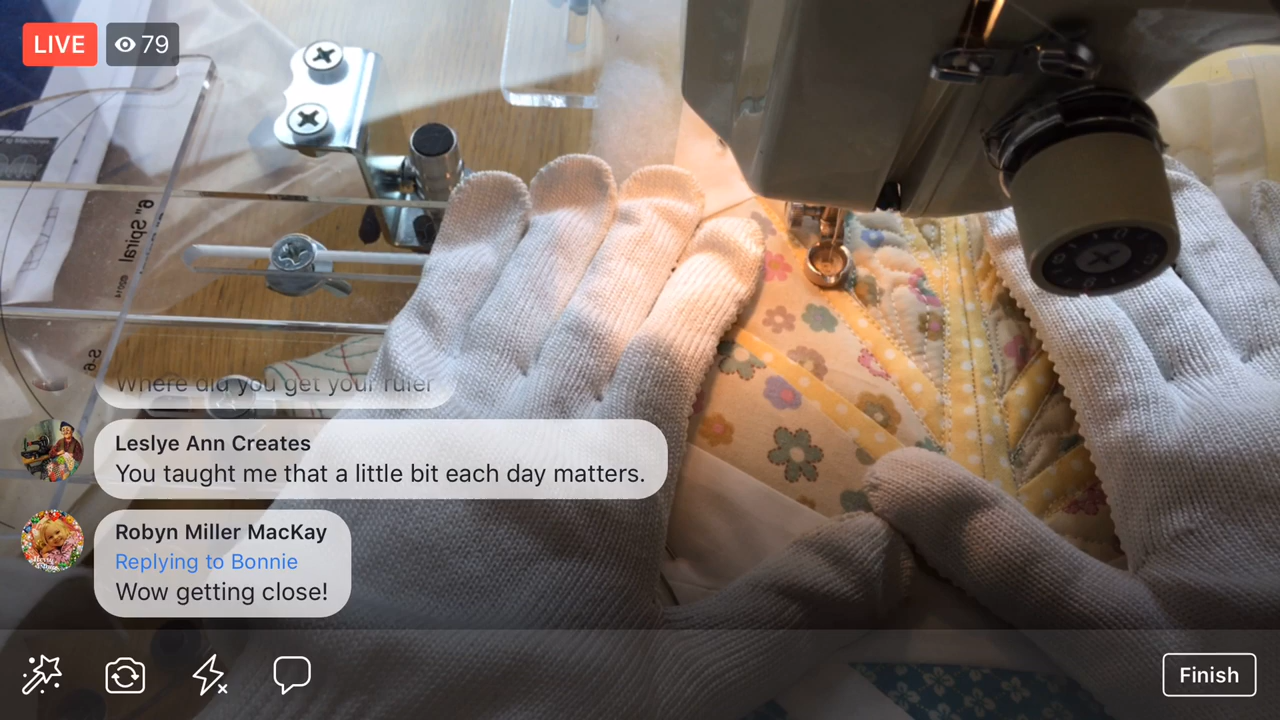 LIVE
79
Where did you get your ruler
6" Spiral
S-6
Leslye Ann Creates
You taught me that a little bit each day matters.
Robyn Miller MacKay
Replying to Bonnie
Wow getting close!
Finish